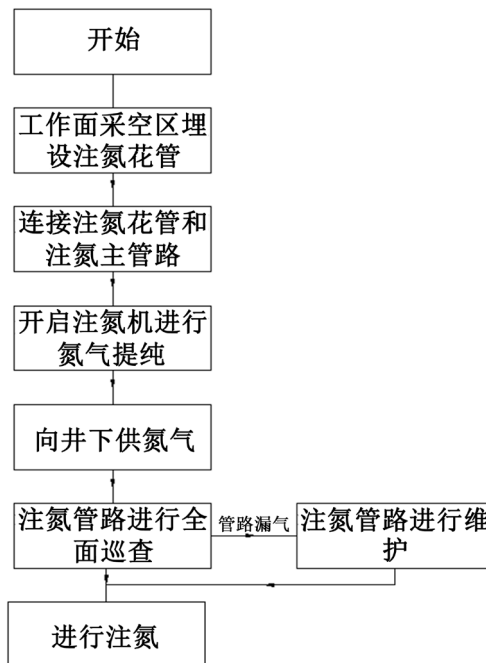 开始
工作面采空区埋
设注氮花管
连接注氮花管和
注氮主管路
开启注氮机进行
氮气提纯
向井下供氮气
注氮管路进行全
面巡查
管路漏气
注氮管路进行维
护
进行注氮